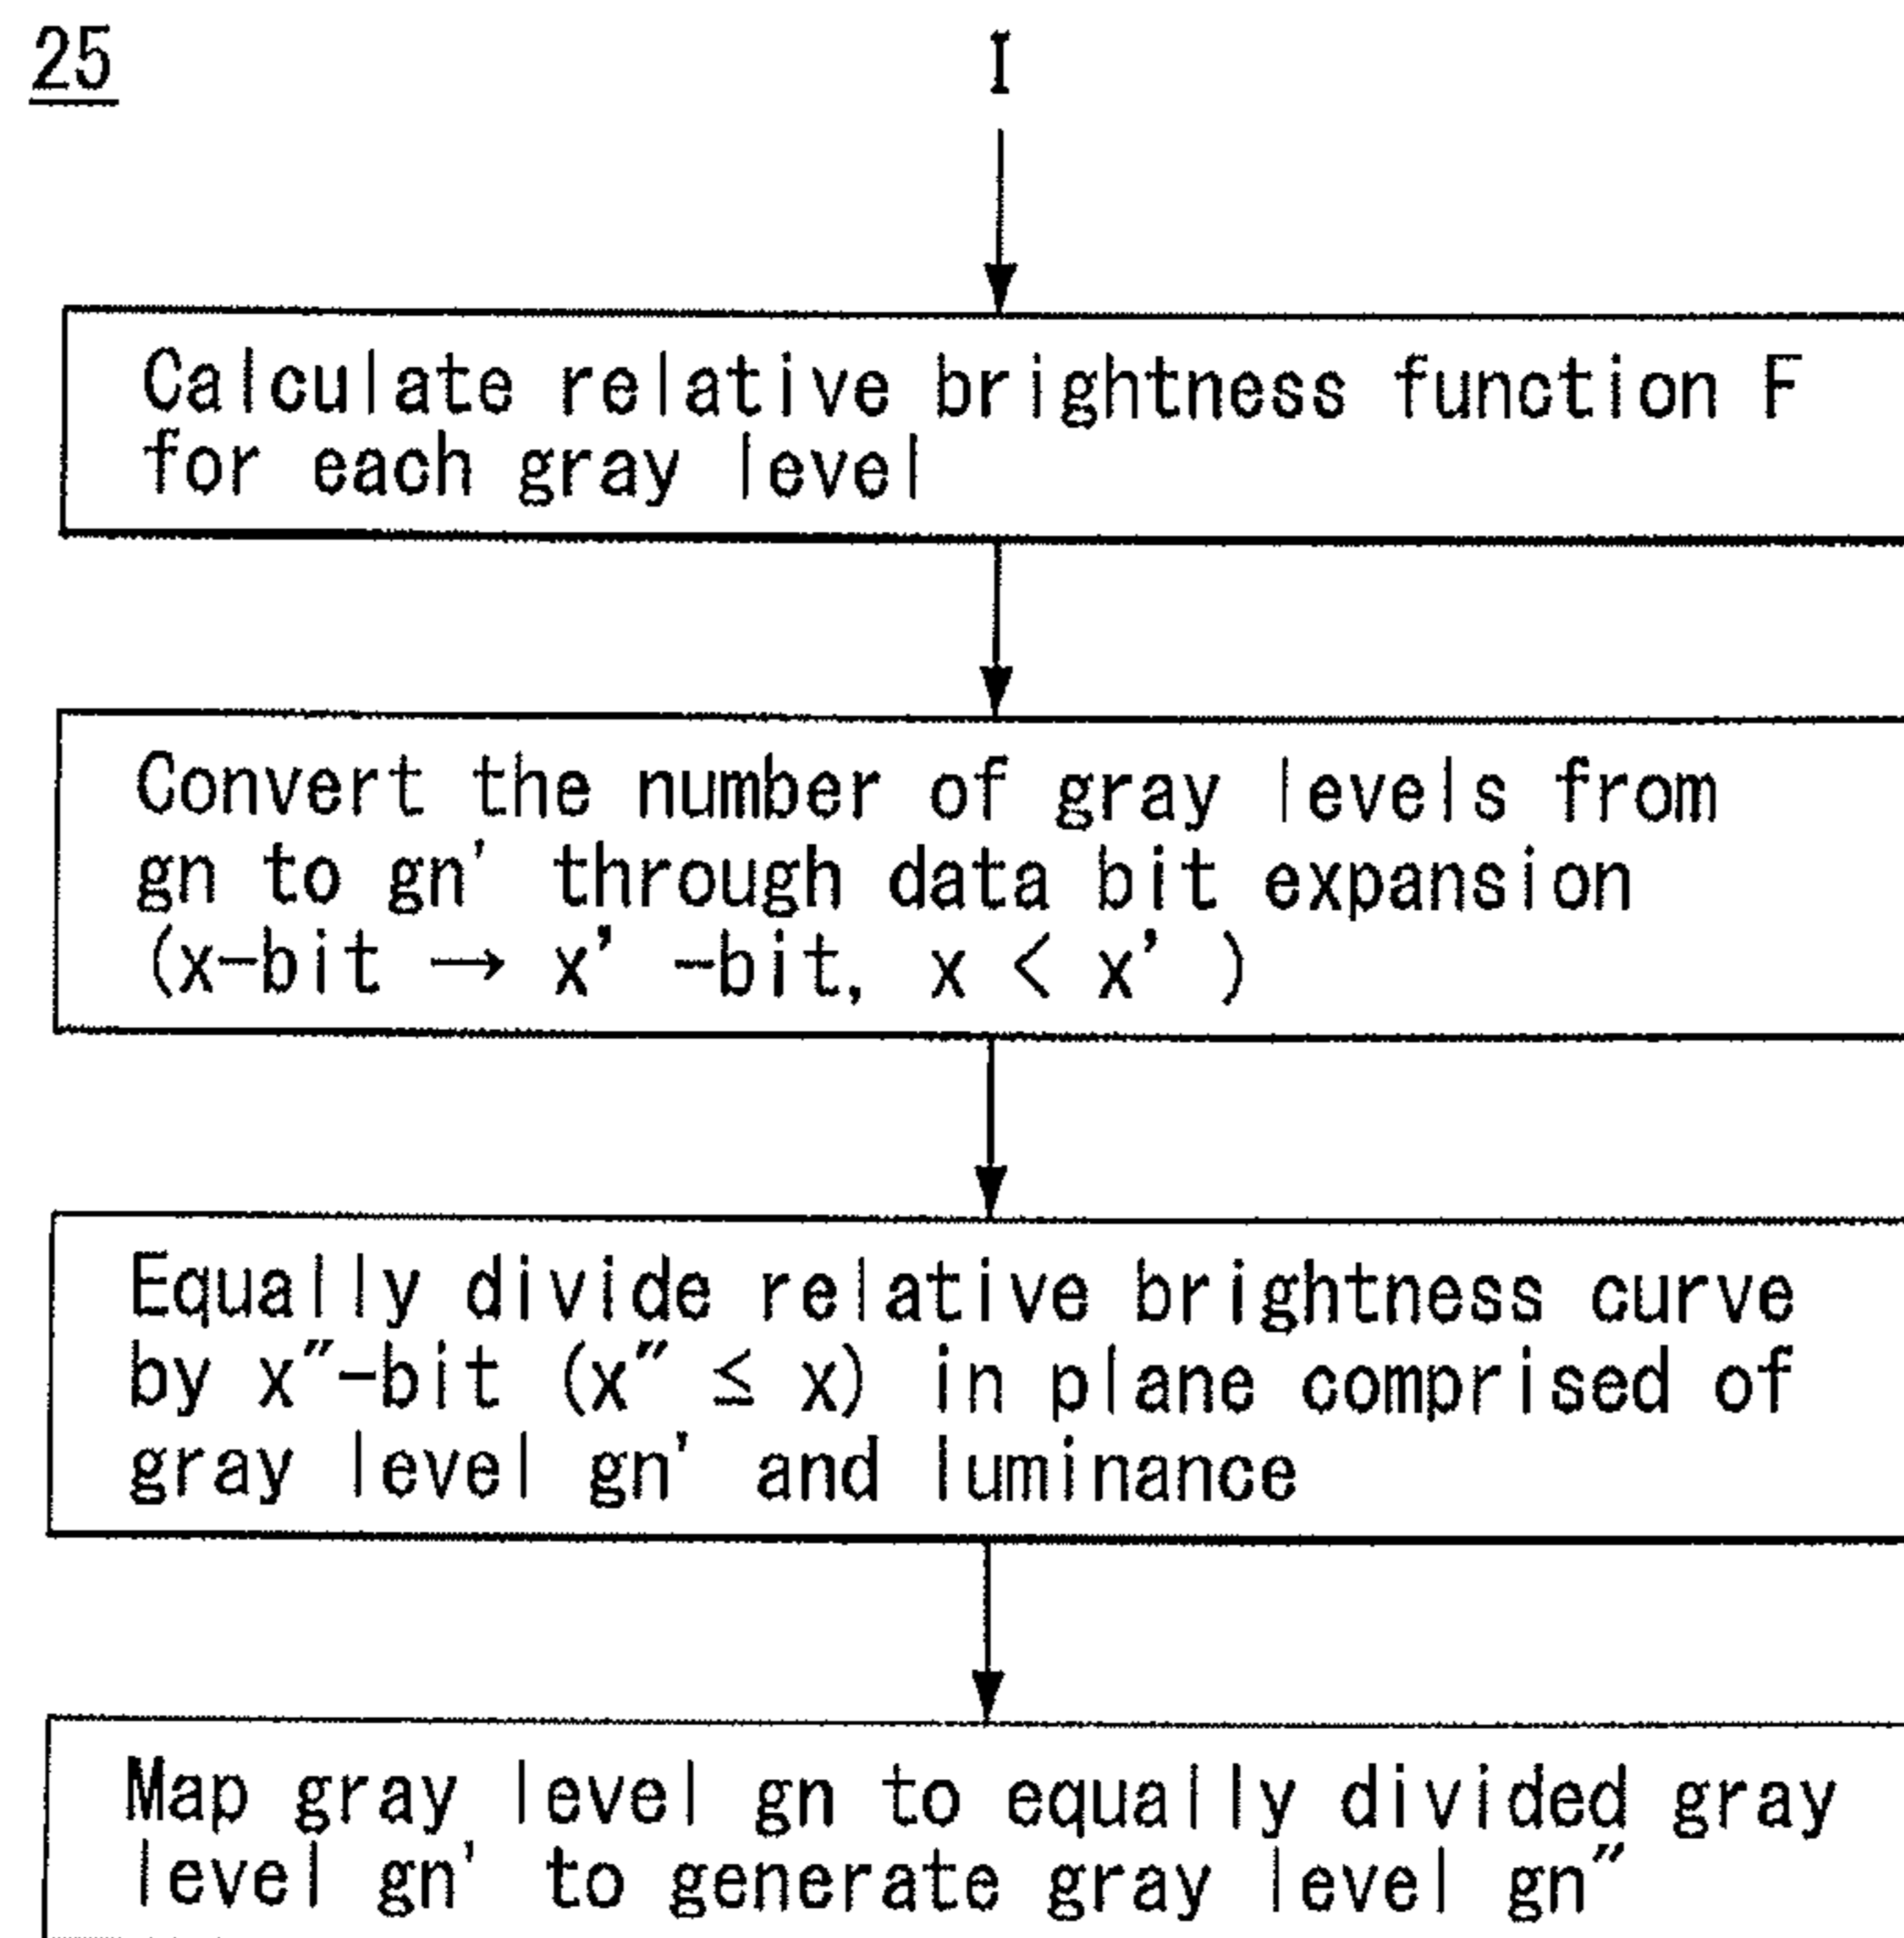 25
I
Calculate relative brightness function F
for each gray level
Convert the number of gray levels from
gn to gn' through data bit expansion
(x-bit → x' -bit, x < x' )
Equally divide relative brightness curve
by x"-bit (x" ≤ x) in plane comprised of
gray level gn' and luminance
Map gray level gn to equally divided gray
level gn' to generate gray level gn"